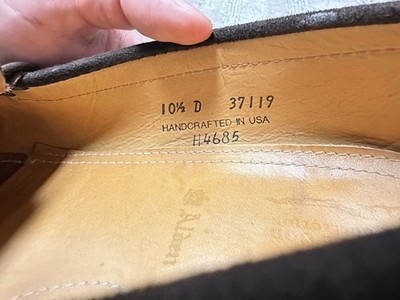 10½ D 37119
HANDCRAFTED IN USA
H4685
Alden